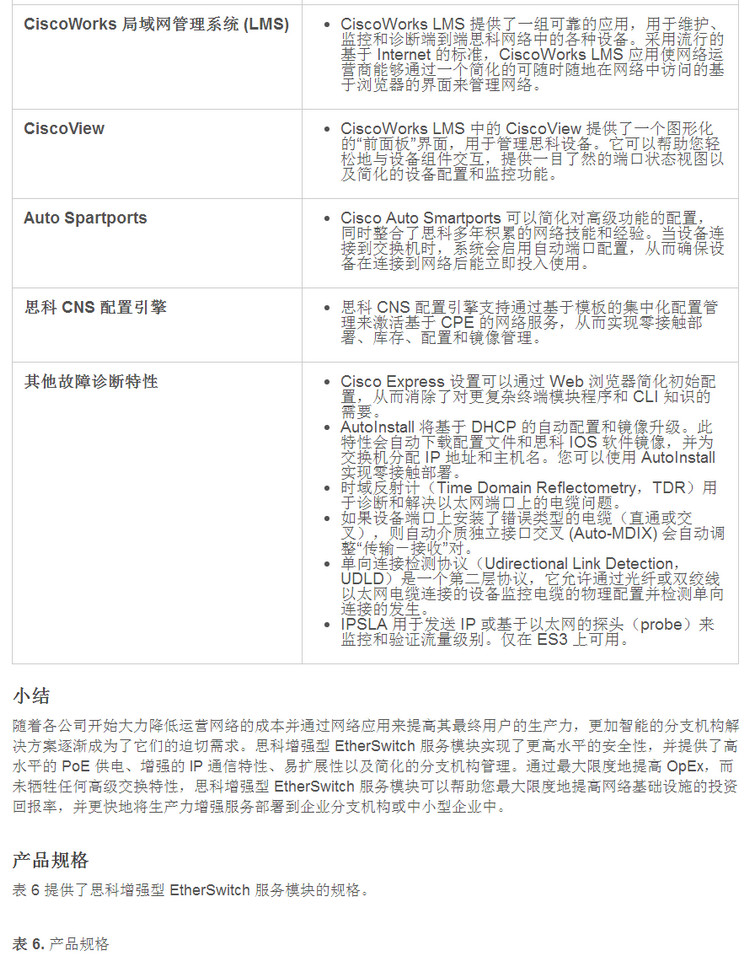 CiscoWorks 局域网管理系统 (LMS)
CiscoWorks LMS 提供了一组可靠的应用，用于维护、
监控和诊断端到端思科网络中的各种设备。采用流行的
基于 Internet 的标准，CiscoWorks LMS 应用使网络运
营商能够通过一个简化的可随时随地在网络中访问的基
于浏览器的界面来管理网络。
CiscoView
CiscoWorks LMS 中的 CiscoView 提供了一个图形化
的“前面板”界面，用于管理思科设备。它可以帮助您轻
松地与设备组件交互，提供一目了然的端口状态视图以
及简化的设备配置和监控功能。
Auto Spartports
Cisco Auto Smartports 可以简化对高级功能的配置，
同时整合了思科多年积累的网络技能和经验。当设备连
接到交换机时，系统会启用自动端口配置，从而确保设
备在连接到网络后能立即投入使用。
思科 CNS 配置引擎
思科 CNS 配置引擎支持通过基于模板的集中化配置管
理来激活基于 CPE 的网络服务，从而实现零接触部
署、库存、配置和镜像管理。
其他故障诊断特性
Cisco Express 设置可以通过 Web 浏览器简化初始配
置，从而消除了对更复杂终端模块程序和 CLI 知识的
需要。
AutoInstall 将基于 DHCP 的自动配置和镜像升级。此
特性会自动下载配置文件和思科 IOS 软件镜像，并为
交换机分配 IP 地址和主机名。您可以使用 AutoInstall
实现零接触部署。
时域反射计（Time Domain Reflectometry，TDR）用
于诊断和解决以太网端口上的电缆问题。
如果设备端口上安装了错误类型的电缆（直通或交
叉），则自动介质独立接口交叉 (Auto-MDIX) 会自动调
整“传输－接收”对。
单向连接检测协议（Udirectional Link Detection，
UDLD）是一个第二层协议，它允许通过光纤或双绞线
以太网电缆连接的设备监控电缆的物理配置并检测单向
连接的发生。
IPSLA 用于发送 IP 或基于以太网的探头（probe）来
监控和验证流量级别。仅在 ES3 上可用。
小结
随着各公司开始大力降低运营网络的成本并通过网络应用来提高其最终用户的生产力，更加智能的分支机构解
决方案逐渐成为了它们的迫切需求。思科增强型 EtherSwitch 服务模块实现了更高水平的安全性，并提供了高
水平的 PoE 供电、增强的 IP 通信特性、易扩展性以及简化的分支机构管理。通过最大限度地提高 OpEx，而
未牺牲任何高级交换特性，思科增强型 EtherSwitch 服务模块可以帮助您最大限度地提高网络基础设施的投资
回报率，并更快地将生产力增强服务部署到企业分支机构或中小型企业中。
产品规格
表 6 提供了思科增强型 EtherSwitch 服务模块的规格。
表 6. 产品规格